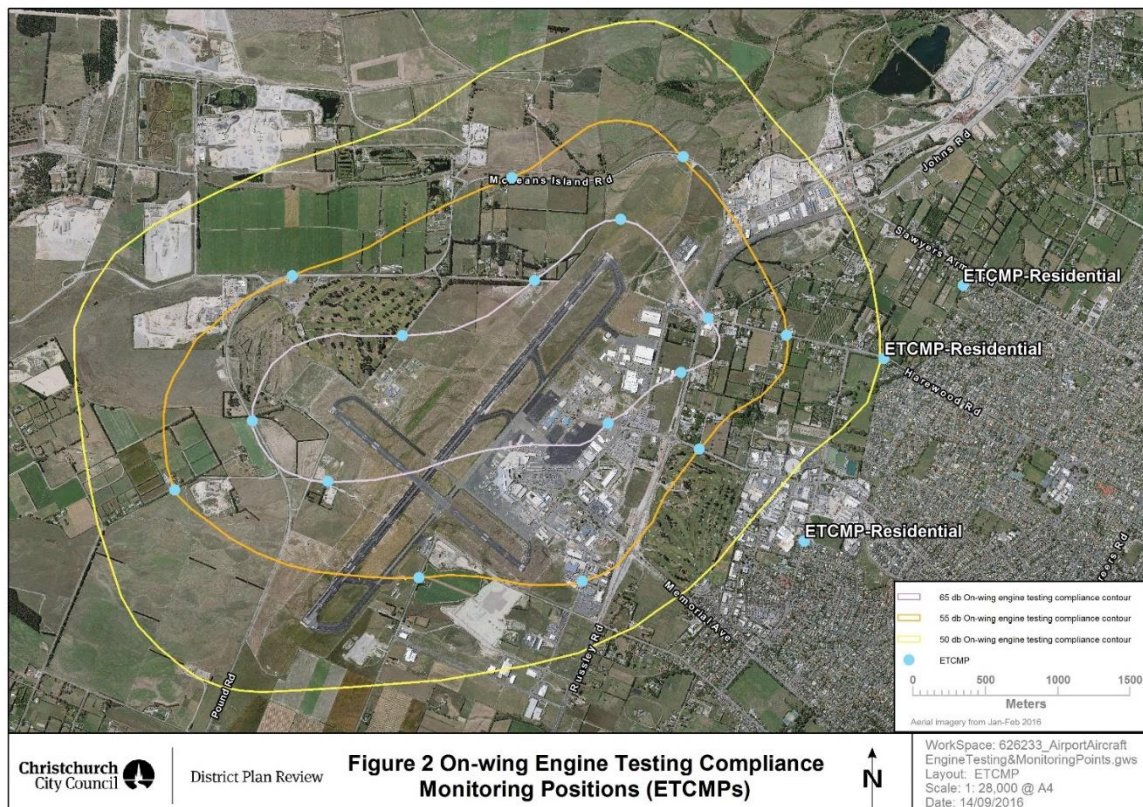 McLeans Island Rd
Johns Rd
ETCMP-Residential
ETCMP-Residential
Harewood Rd
ETCMP-Residential
Memorial Ave
Russley Rd
Pound Rd
65 db On-wing engine testing compliance contour
55 db On-wing engine testing compliance contour
50 db On-wing engine testing compliance contour
ETCMP
0 500 1000 1500
Meters
Aerial imagery from Jan-Feb 2016
Christchurch
City Council
District Plan Review
Figure 2 On-wing Engine Testing Compliance
Monitoring Positions (ETCMPs)
N
WorkSpace: 626233_AirportAircraft
EngineTesting&MonitoringPoints.gws
Layout: ETCMP
Scale: 1: 28,000 @ A4
Date: 14/09/2016